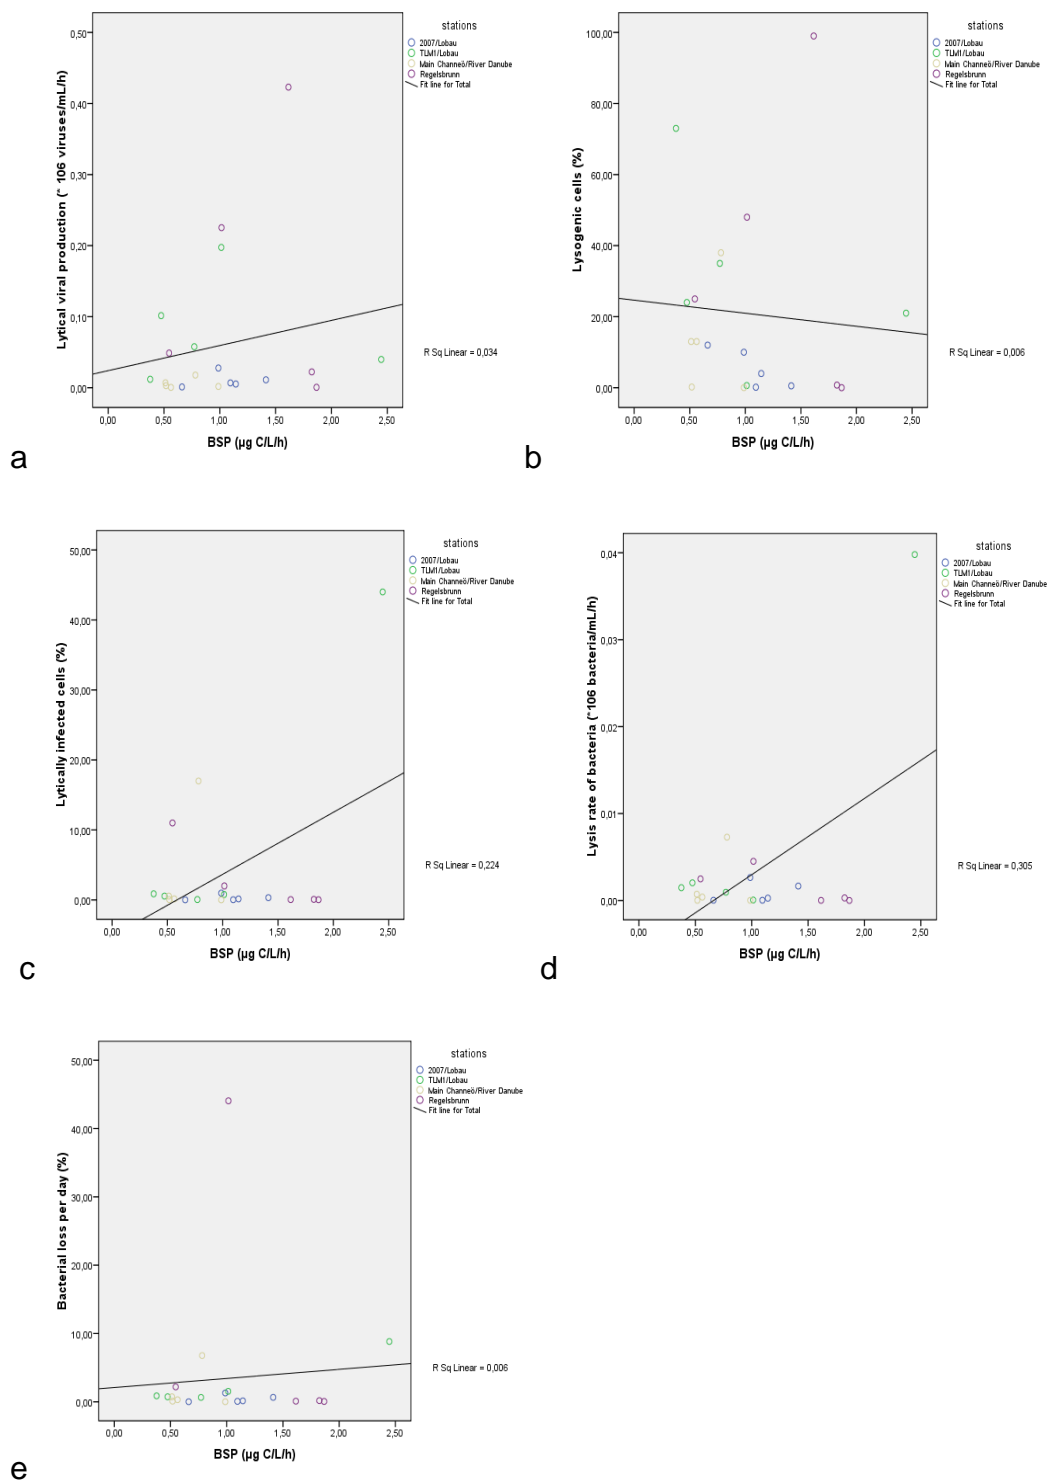 stations
2007/Lobau
TLM1/Lobau
Main Channeö/River Danube
Regelsbrunn
Fit line for Total
Lytical viral production (* 106 viruses/mL/h)
0,50
0,40
0,30
0,20
0,10
0,00
R Sq Linear = 0,034
0,00 0,50 1,00 1,50 2,00 2,50
BSP (µg C/L/h)
a
stations
2007/Lobau
TLM1/Lobau
Main Channeö/River Danube
Regelsbrunn
Fit line for Total
Lysogenic cells (%)
100,00
80,00
60,00
40,00
20,00
0,00
R Sq Linear = 0,006
0,00 0,50 1,00 1,50 2,00 2,50
BSP (µg C/L/h)
b
stations
2007/Lobau
TLM1/Lobau
Main Channeö/River Danube
Regelsbrunn
Fit line for Total
Lytically infected cells (%)
50,00
40,00
30,00
20,00
10,00
0,00
R Sq Linear = 0,224
0,00 0,50 1,00 1,50 2,00 2,50
BSP (µg C/L/h)
c
stations
2007/Lobau
TLM1/Lobau
Main Channeö/River Danube
Regelsbrunn
Fit line for Total
Lysis rate of bacteria (*106 bacteria/mL/h)
0,04
0,03
0,02
0,01
0,00
R Sq Linear = 0,305
0,00 0,50 1,00 1,50 2,00 2,50
BSP (µg C/L/h)
d
stations
2007/Lobau
TLM1/Lobau
Main Channeö/River Danube
Regelsbrunn
Fit line for Total
Bacterial loss per day (%)
50,00
40,00
30,00
20,00
10,00
0,00
R Sq Linear = 0,006
0,00 0,50 1,00 1,50 2,00 2,50
BSP (µg C/L/h)
e